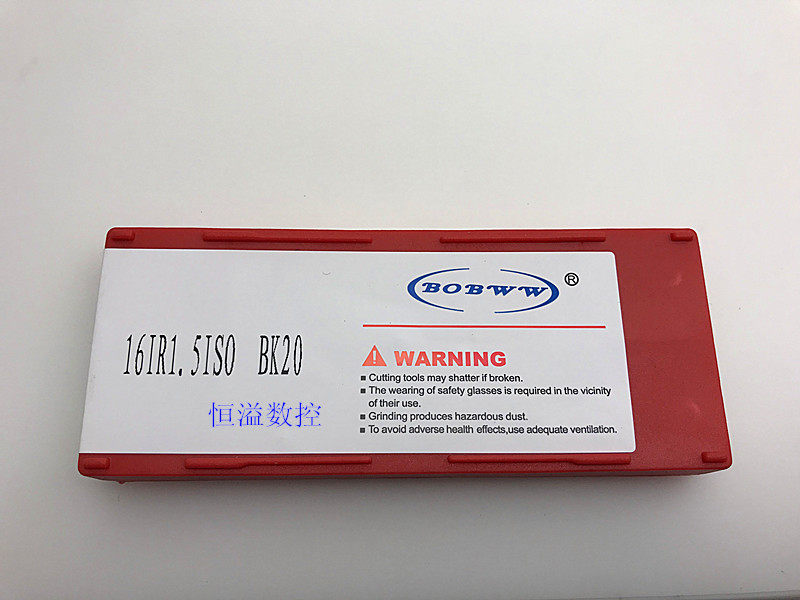 BOBWW ®
16IR1.5ISO BK20
WARNING
■ Cutting tools may shatter if broken.
■ The wearing of safety glasses is required in the vicinity
of their use.
■ Grinding produces hazardous dust.
■ To avoid adverse health effects,use adequate ventilation.
恒溢数控